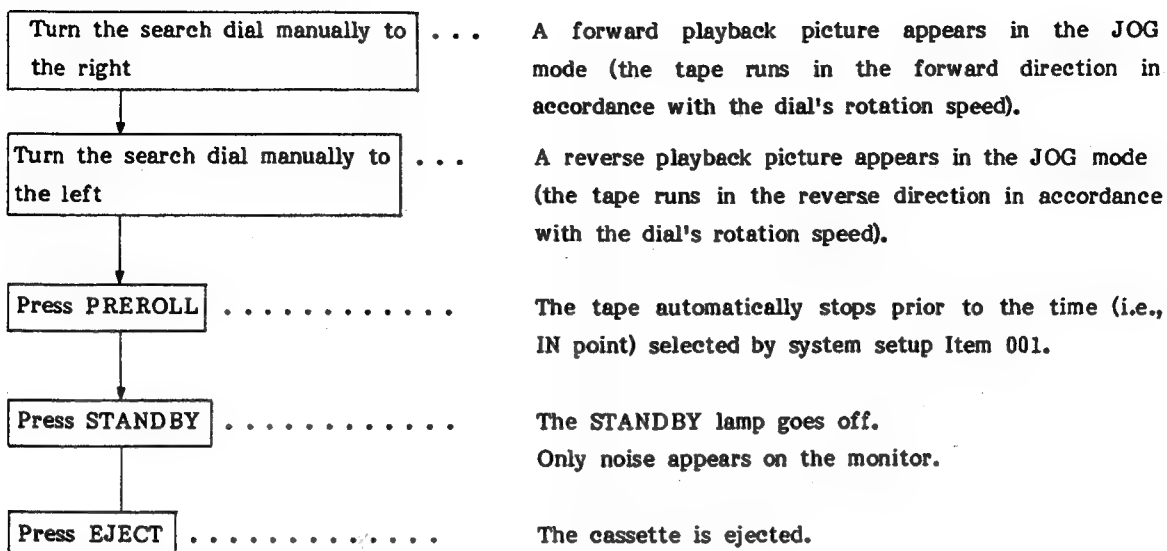 Turn the search dial manually to . . . A forward playback picture appears in the JOG
the right mode (the tape runs in the forward direction in
accordance with the dial's rotation speed).
Turn the search dial manually to . . . A reverse playback picture appears in the JOG mode
the left (the tape runs in the reverse direction in accordance
with the dial's rotation speed).
Press PREROLL . . . . . . . . . . . . The tape automatically stops prior to the time (i.e.,
IN point) selected by system setup Item 001.
Press STANDBY . . . . . . . . . . . . The STANDBY lamp goes off.
Only noise appears on the monitor.
Press EJECT . . . . . . . . . . . . . The cassette is ejected.